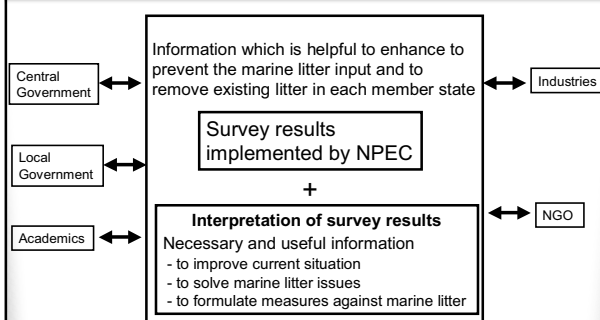 Information which is helpful to enhance to
prevent the marine litter input and to
remove existing litter in each member state
Central
Government
Industries
Survey results
implemented by NPEC
Local
Government
+
Interpretation of survey results
Necessary and useful information
- to improve current situation
- to solve marine litter issues
- to formulate measures against marine litter
NGO
Academics